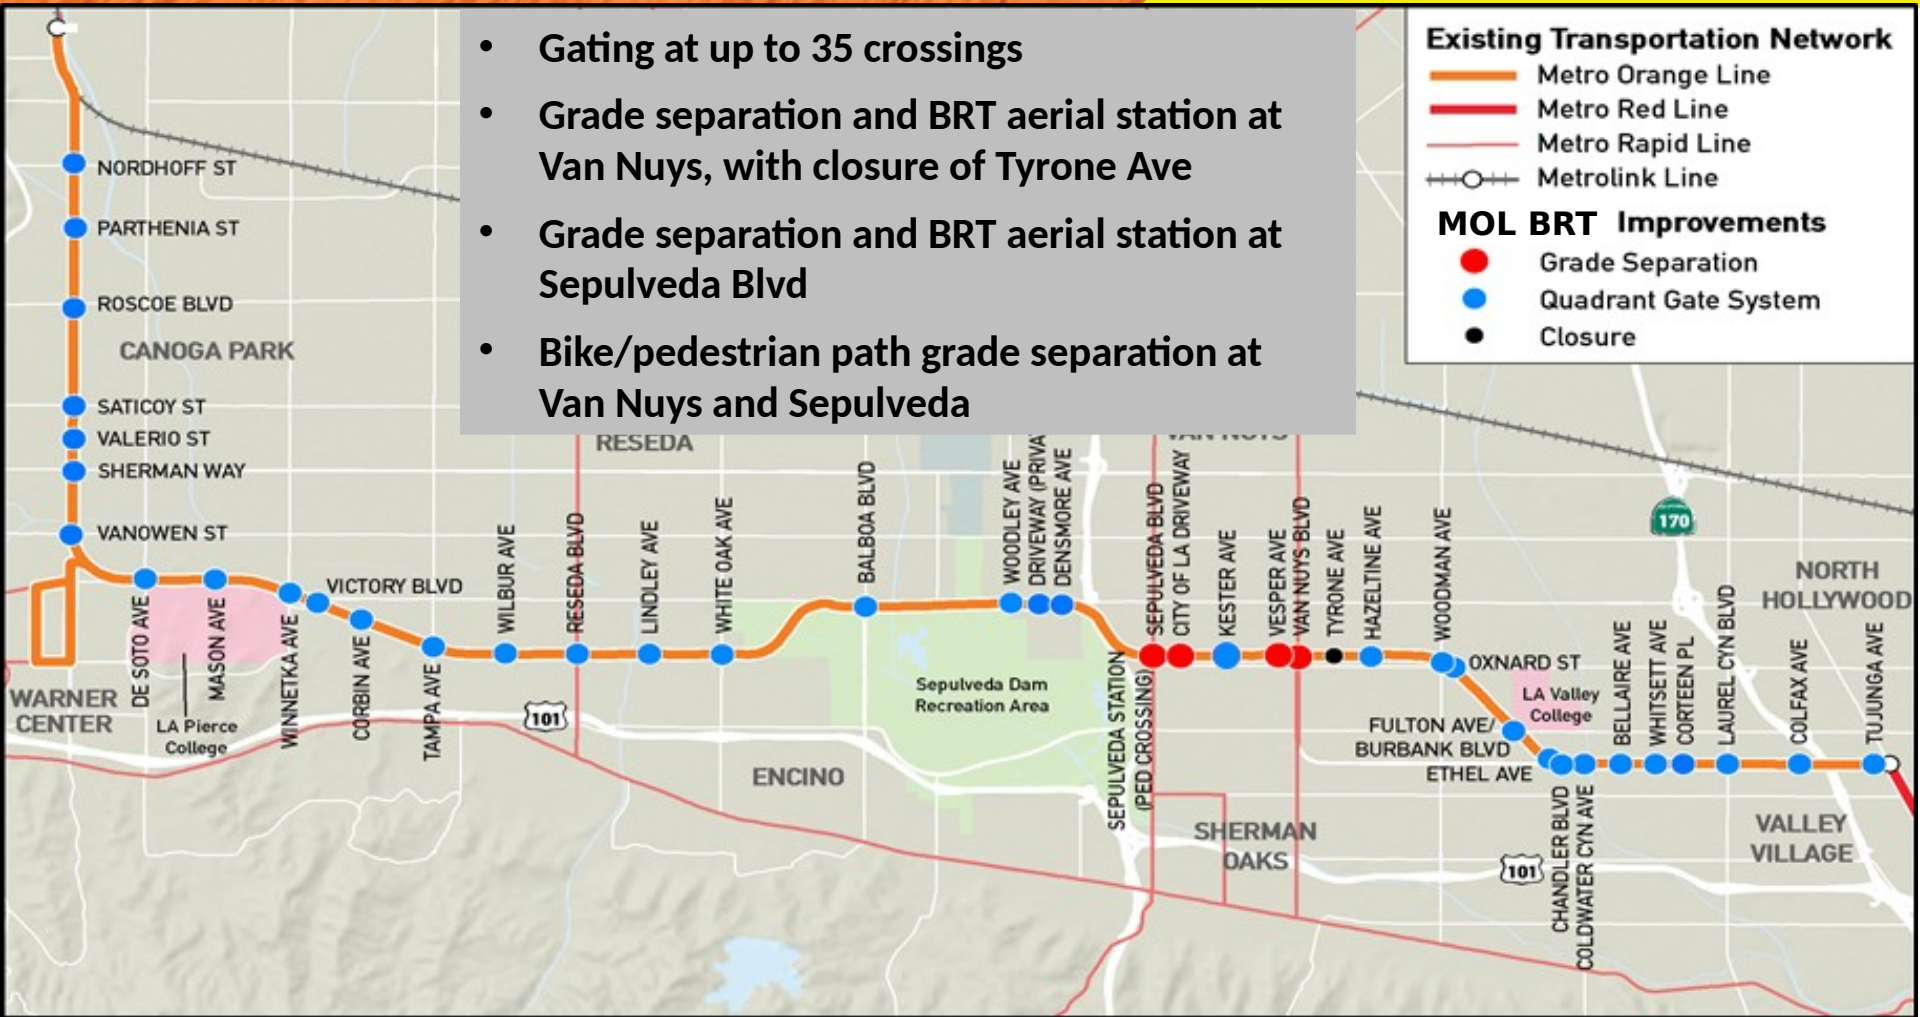 • Gating at up to 35 crossings
• Grade separation and BRT aerial station at
Van Nuys, with closure of Tyrone Ave
• Grade separation and BRT aerial station at
Sepulveda Blvd
• Bike/pedestrian path grade separation at
Van Nuys and Sepulveda
Existing Transportation Network
Metro Orange Line
Metro Red Line
Metro Rapid Line
Metrolink Line
MOL BRT Improvements
Grade Separation
Quadrant Gate System
Closure
NORDHOFF ST
PARTHENIA ST
ROSCOE BLVD
CANOGA PARK
SATICOY ST
VALERIO ST
SHERMAN WAY
VANOWEN ST
DE SOTO AVE
MASON AVE
WINNETKA AVE
VICTORY BLVD
CORBIN AVE
TAMPA AVE
WILBUR AVE
RESEDA BLVD
LINDLEY AVE
WHITE OAK AVE
BALBOA BLVD
WOODLEY AVE
DRIVEWAY (PRIVA
DENSMORE AVE
SEPULVEDA STATION
(PED CROSSING)
SEPULVEDA BLVD
CITY OF LA DRIVEWAY
KESTER AVE
VESPER AVE
VAN NUYS BLVD
TYRONE AVE
HAZELTINE AVE
WOODMAN AVE
OXNARD ST
FULTON AVE/
BURBANK BLVD
ETHEL AVE
CHANDLER BLVD
COLDWATER CYN AVE
BELLAIRE AVE
WHITSETT AVE
CORTEEN PL
LAUREL CYN BLVD
COLFAX AVE
TUJUNGA AVE
RESEDA
VAN NUYS
170
NORTH
HOLLYWOOD
WARNER
CENTER
LA Pierce
College
101
Sepulveda Dam
Recreation Area
LA Valley
College
ENCINO
SHERMAN
OAKS
101
VALLEY
VILLAGE